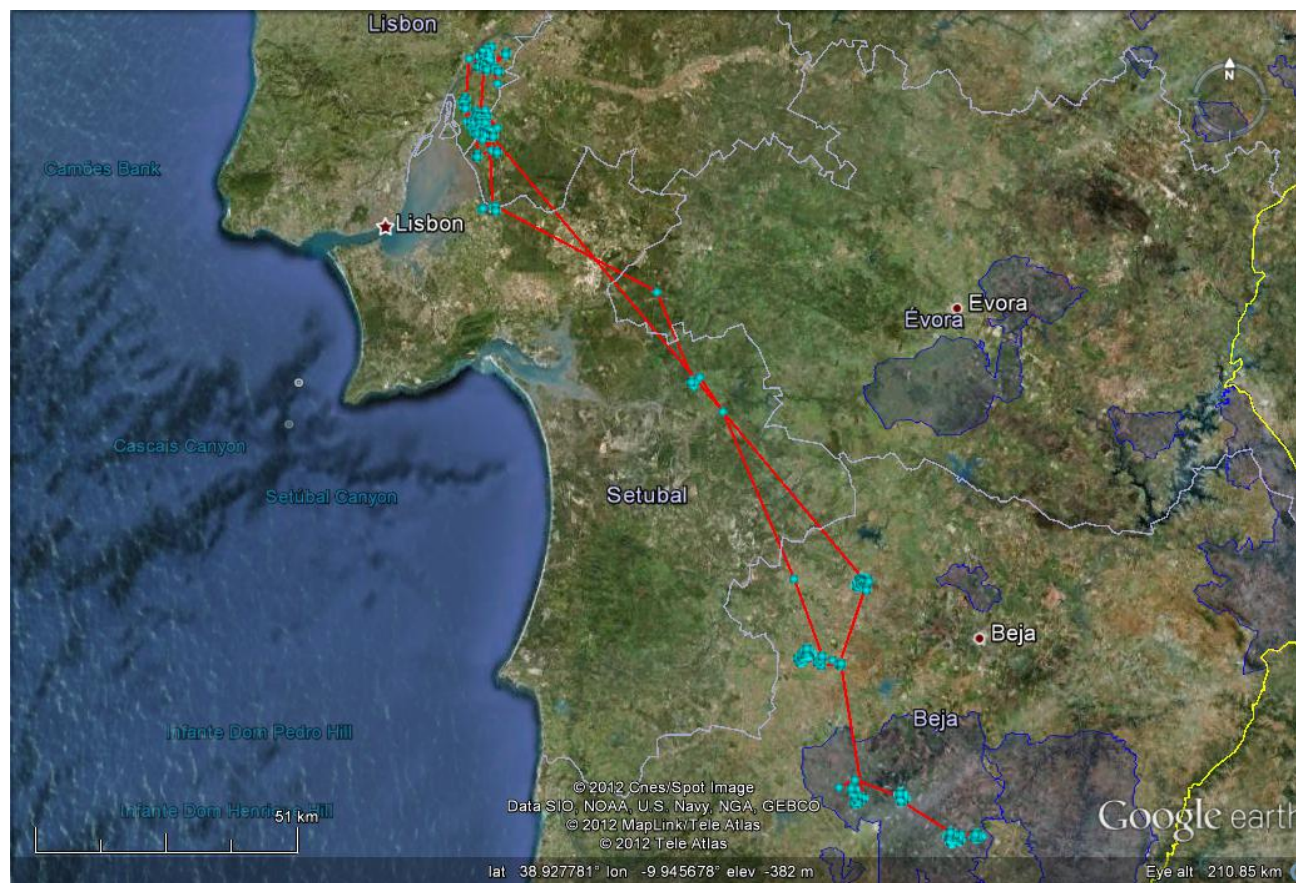 Lisbon
N
Camões Bank
Lisbon
Evora
Évora
Cascais Canyon
Setúbal Canyon
Setubal
Beja
Beja
Infante Dom Pedro Hill
Infante Dom Henrique Hill
51 km
© 2012 Cnes/Spot Image
Data SIO, NOAA, U.S. Navy, NGA, GEBCO
© 2012 MapLink/Tele Atlas
© 2012 Tele Atlas
Google earth
lat 38.927781° lon -9.945678° elev -382 m
Eye alt 210.85 km